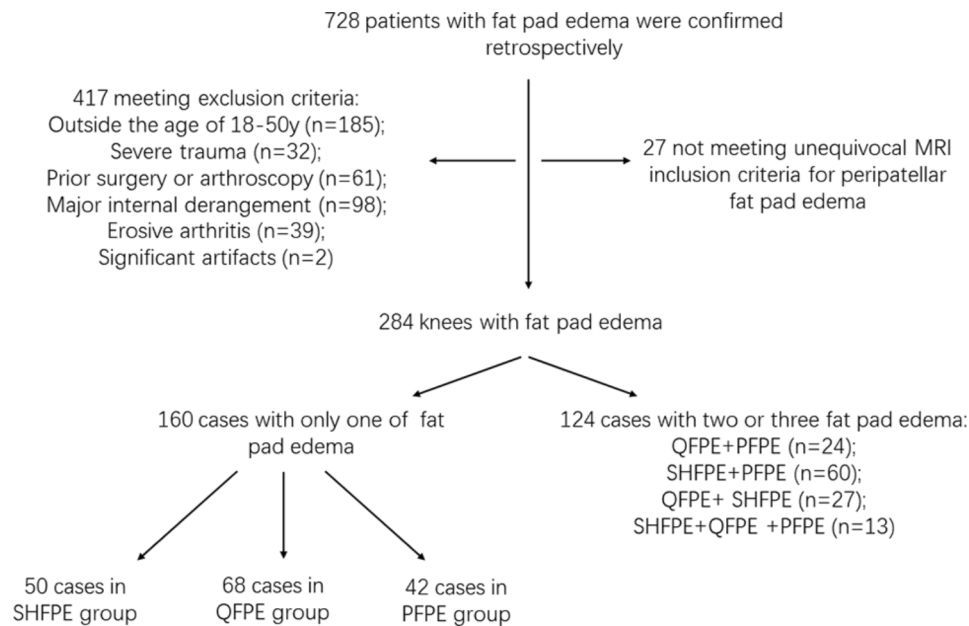 728 patients with fat pad edema were confirmed
retrospectively
417 meeting exclusion criteria:
Outside the age of 18-50y (n=185);
Severe trauma (n=32);
Prior surgery or arthroscopy (n=61);
Major internal derangement (n=98);
Erosive arthritis (n=39);
Significant artifacts (n=2)
27 not meeting unequivocal MRI
inclusion criteria for peripatellar
fat pad edema
284 knees with fat pad edema
160 cases with only one of fat
pad edema
124 cases with two or three fat pad edema:
QFPE+PFPE (n=24);
SHFPE+PFPE (n=60);
QFPE+ SHFPE (n=27);
SHFPE+QFPE +PFPE (n=13)
50 cases in
SHFPE group
68 cases in
QFPE group
42 cases in
PFPE group